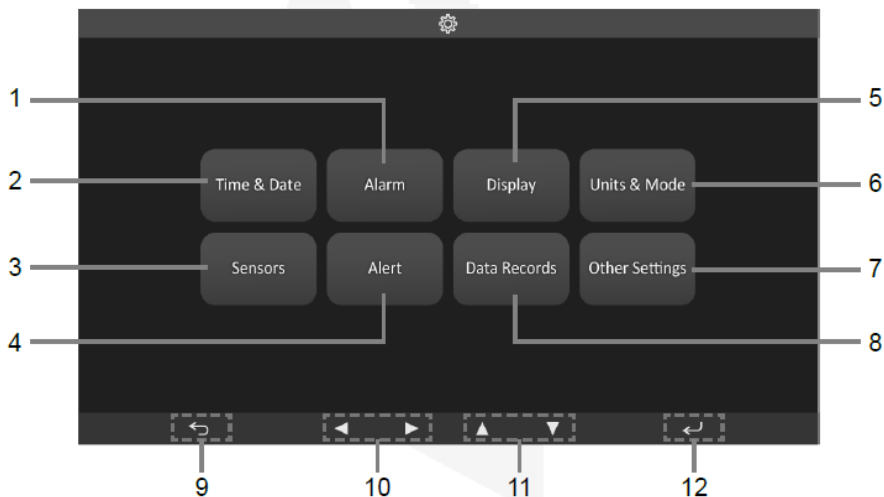 1
5
2
Time & Date
Alarm
Display
Units & Mode
6
3
Sensors
Alert
Data Records
Other Settings
7
4
8
9
10
11
12